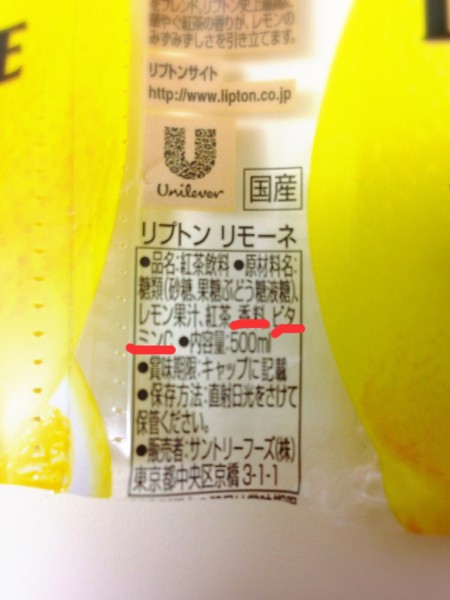 をブレンド。リプトン史上最高に
華やぐ紅茶の香りが、レモンの
みずみずしさを引き立てます。
リプトンサイト
http://www.lipton.co.jp
Unilever
国産
リプトン リモーネ
●品名:紅茶飲料 ●原材料名:
糖類(砂糖、果糖ぶどう糖液糖)、
レモン果汁、紅茶、香料、ビタ
ミンC ●内容量:500ml
●賞味期限:キャップに記載
●保存方法:直射日光をさけて
保管ください。
●販売者:サントリーフーズ(株)
東京都中央区京橋3-1-1